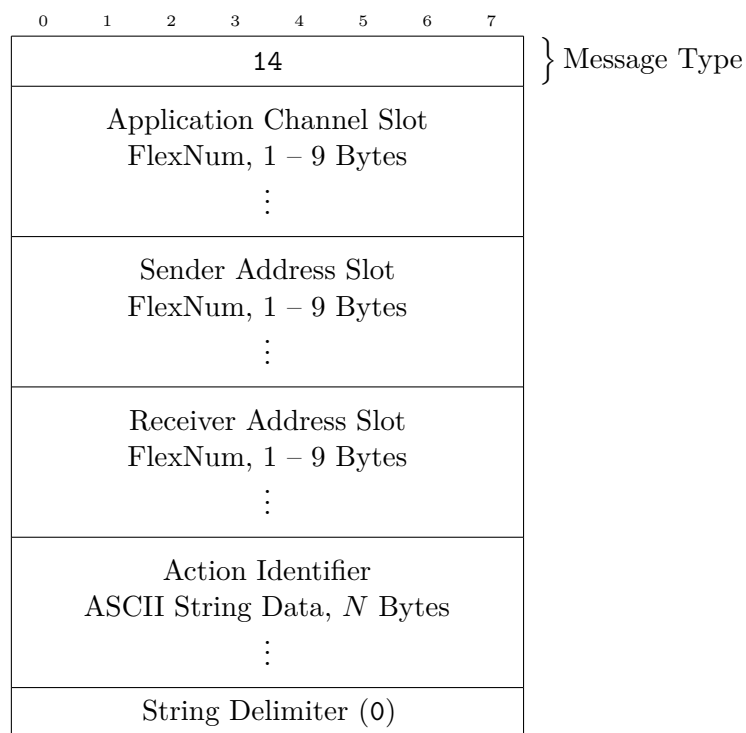 0 1 2 3 4 5 6 7
14
} Message Type
Application Channel Slot
FlexNum, 1 – 9 Bytes
⋮
Sender Address Slot
FlexNum, 1 – 9 Bytes
⋮
Receiver Address Slot
FlexNum, 1 – 9 Bytes
⋮
Action Identifier
ASCII String Data, N Bytes
⋮
String Delimiter (0)